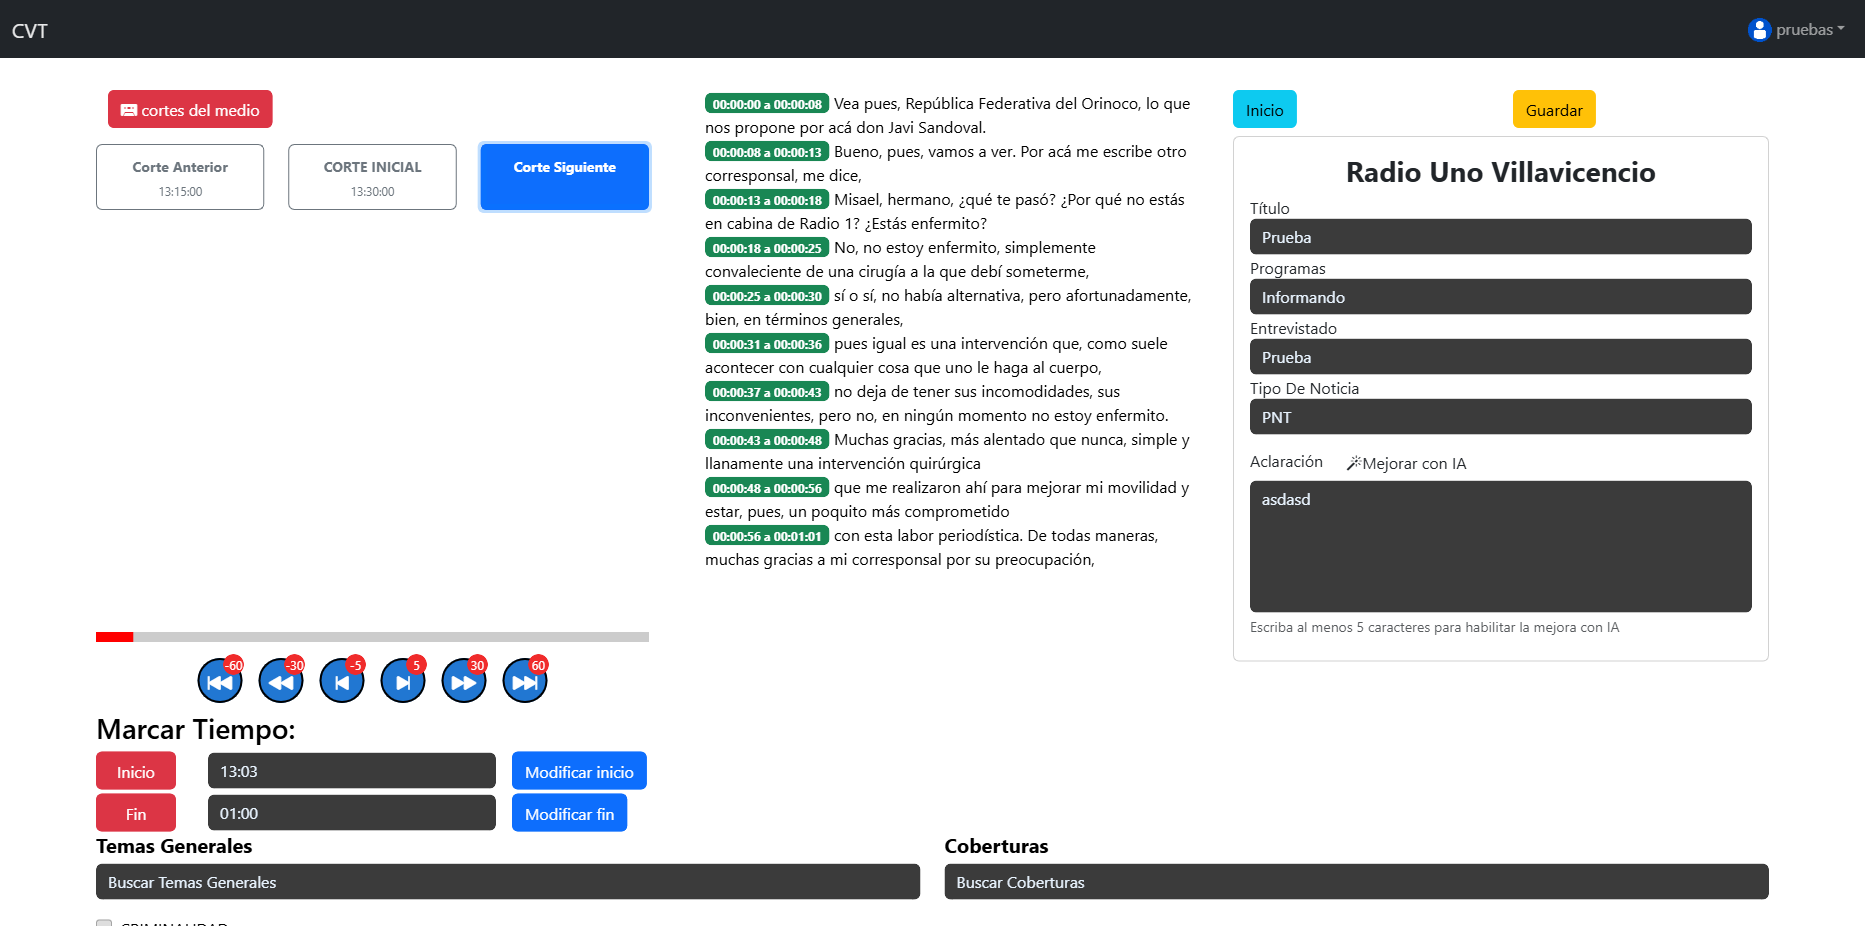 CVT
pruebas
cortes del medio
Corte Anterior
13:15:00
CORTE INICIAL
13:30:00
Corte Siguiente
00:00:00 a 00:00:08 Vea pues, República Federativa del Orinoco, lo que
nos propone por acá don Javi Sandoval.
00:00:08 a 00:00:13 Bueno, pues, vamos a ver. Por acá me escribe otro
corresponsal, me dice,
00:00:13 a 00:00:18 Misael, hermano, ¿qué te pasó? ¿Por qué no estás
en cabina de Radio 1? ¿Estás enfermito?
00:00:18 a 00:00:25 No, no estoy enfermito, simplemente
convaleciente de una cirugía a la que debí someterme,
00:00:25 a 00:00:30 sí o sí, no había alternativa, pero afortunadamente,
bien, en términos generales,
00:00:31 a 00:00:36 pues igual es una intervención que, como suele
acontecer con cualquier cosa que uno le haga al cuerpo,
00:00:37 a 00:00:43 no deja de tener sus incomodidades, sus
inconvenientes, pero no, en ningún momento no estoy enfermito.
00:00:43 a 00:00:48 Muchas gracias, más alentado que nunca, simple y
llanamente una intervención quirúrgica
00:00:48 a 00:00:56 que me realizaron ahí para mejorar mi movilidad y
estar, pues, un poquito más comprometido
00:00:56 a 00:01:01 con esta labor periodística. De todas maneras,
muchas gracias a mi corresponsal por su preocupación,
Inicio
Guardar
Radio Uno Villavicencio
Título
Prueba
Programas
Informando
Entrevistado
Prueba
Tipo De Noticia
PNT
Aclaración
Mejorar con IA
asdasd
Escriba al menos 5 caracteres para habilitar la mejora con IA
-60
-30
-5
5
30
60
Marcar Tiempo:
Inicio
13:03
Modificar inicio
Fin
01:00
Modificar fin
Temas Generales
Buscar Temas Generales
Coberturas
Buscar Coberturas
CRIMINALIDAD